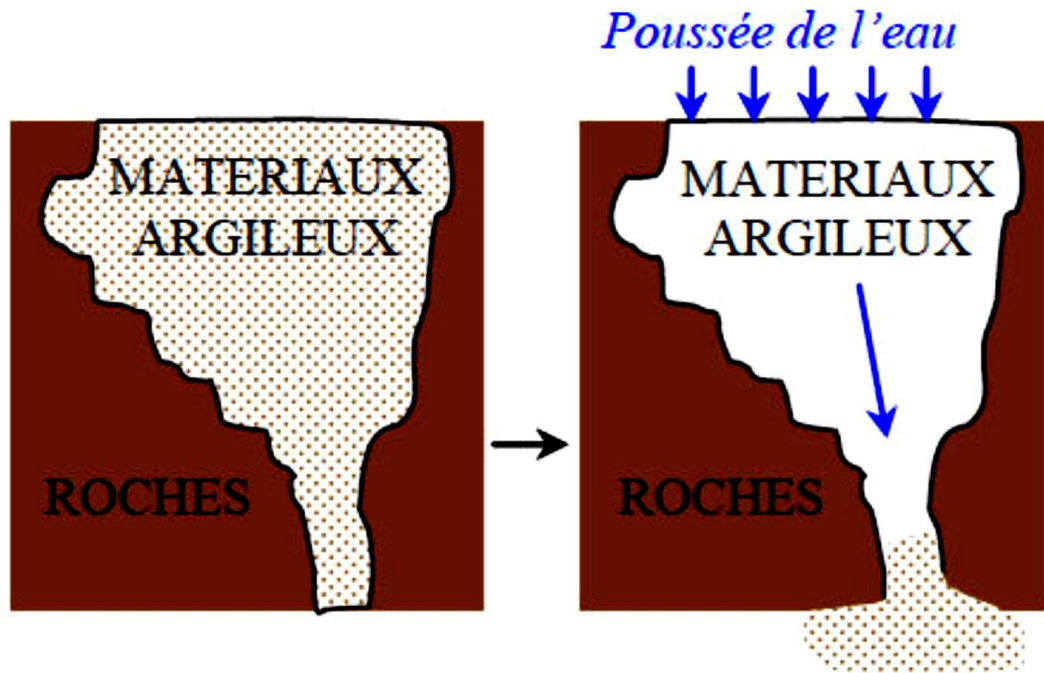 Poussée de l'eau
MATERIAUX
ARGILEUX
ROCHES
MATERIAUX
ARGILEUX
ROCHES